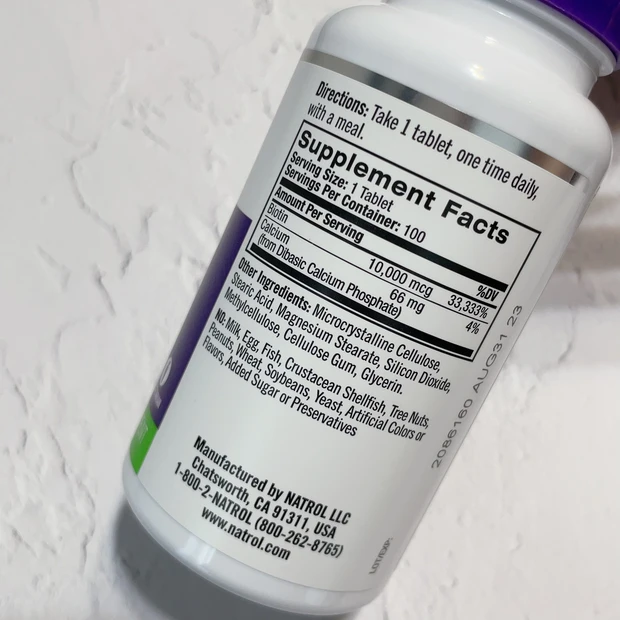 Directions: Take 1 tablet, one time daily,
with a meal.
Supplement Facts
Serving Size: 1 Tablet
Servings Per Container: 100
Amount Per Serving %DV
Biotin 10,000 mcg 33,333%
Calcium 66 mg 4%
(from Dibasic Calcium Phosphate)
Other Ingredients: Microcrystalline Cellulose,
Stearic Acid, Magnesium Stearate, Silicon Dioxide,
Methylcellulose, Cellulose Gum, Glycerin.
No: Milk, Egg, Fish, Crustacean Shellfish, Tree Nuts,
Peanuts, Wheat, Soybeans, Yeast, Artificial Colors or
Flavors, Added Sugar or Preservatives
Manufactured by NATROL LLC
Chatsworth, CA 91311, USA
1-800-2-NATROL (800-262-8765)
www.natrol.com
LOT/EXP:
2086160 AUG31 23